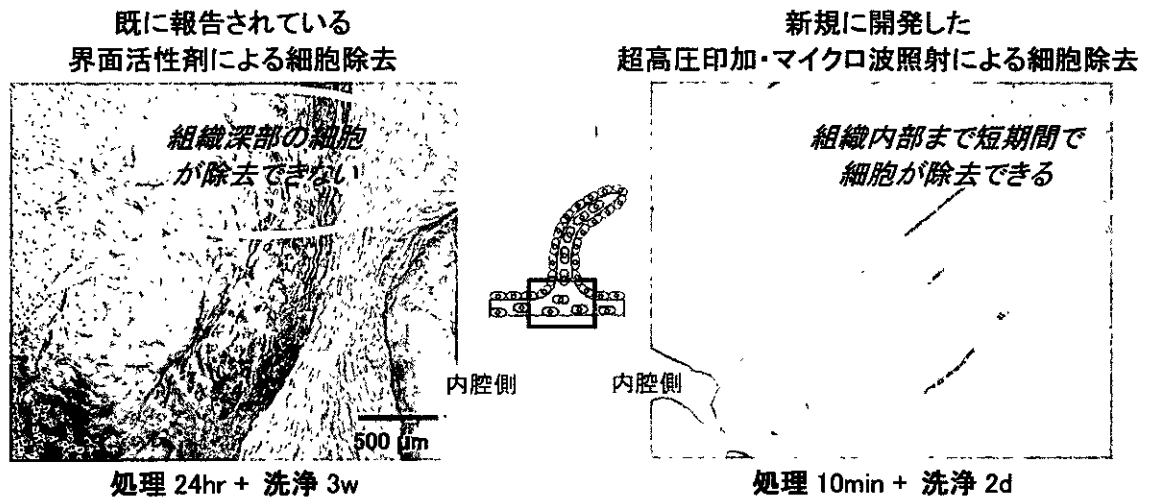 既に報告されている
界面活性剤による細胞除去
組織深部の細胞
が除去できない
500 μm
内腔側
処理 24hr + 洗浄 3w
新規に開発した
超高圧印加・マイクロ波照射による細胞除去
組織内部まで短期間で
細胞が除去できる
内腔側
処理 10min + 洗浄 2d